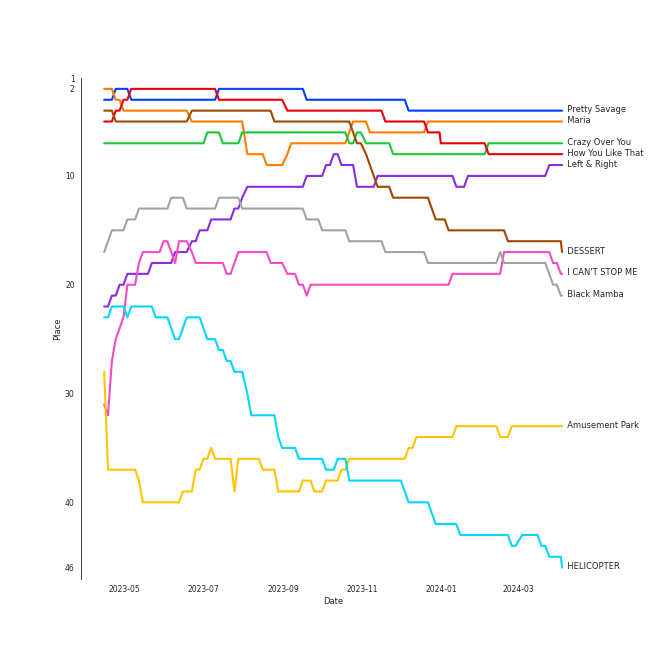 1
2
Pretty Savage
Maria
Crazy Over You
How You Like That
Left & Right
10
DESSERT
I CAN'T STOP ME
20
Black Mamba
Place
30
Amusement Park
40
46
HELICOPTER
2023-05 2023-07 2023-09 2023-11 2024-01 2024-03
Date